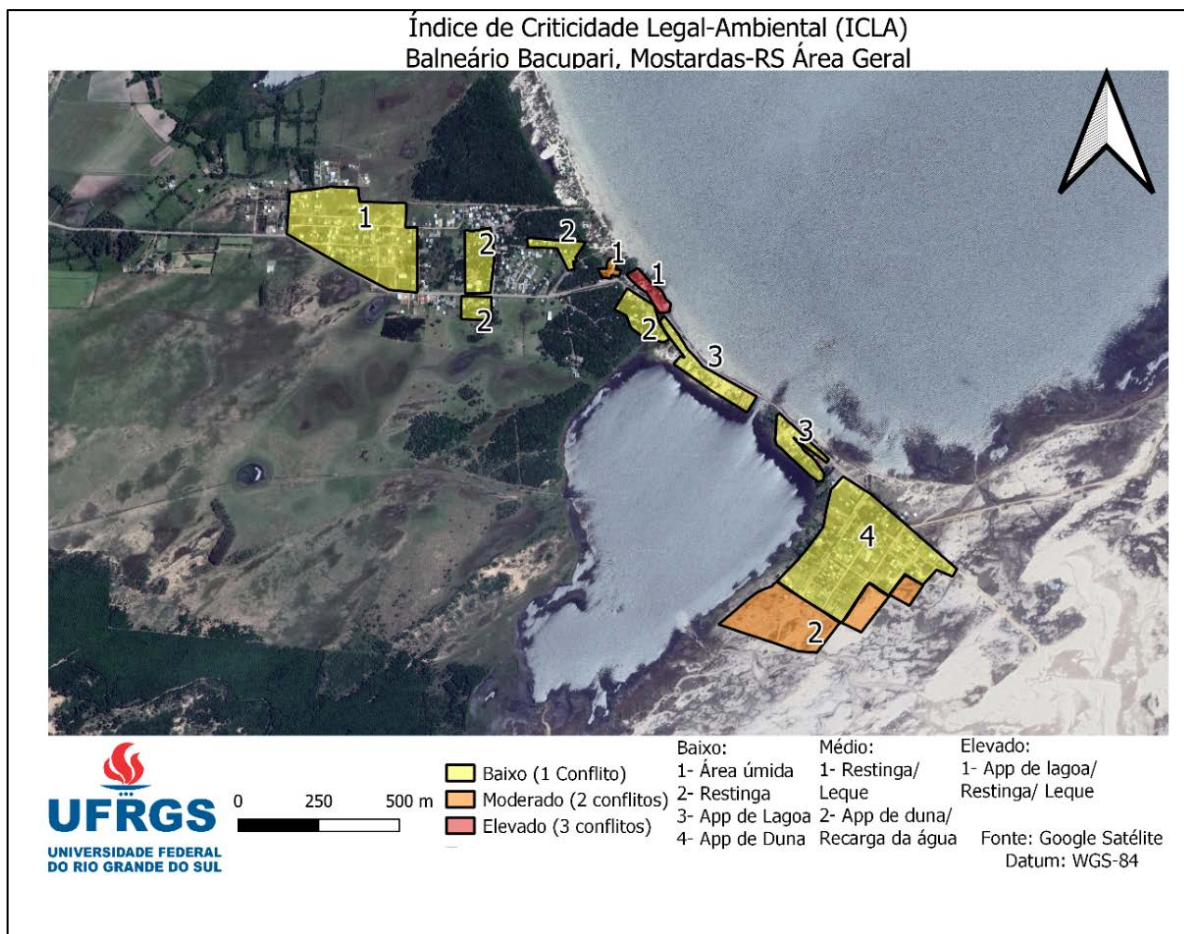 Índice de Criticidade Legal-Ambiental (ICLA)
Balneário Bacupari, Mostardas-RS Área Geral
1
2
2
2
1
1
2
3
3
4
2
UFRGS
UNIVERSIDADE FEDERAL
DO RIO GRANDE DO SUL
0 250 500 m
Baixo (1 Conflito)
Moderado (2 conflitos)
Elevado (3 conflitos)
Baixo:
1- Área úmida
2- Restinga
3- App de Lagoa
4- App de Duna
Médio:
1- Restinga/
Leque
2- App de duna/
Recarga da água
Elevado:
1- App de lagoa/
Restinga/ Leque
Fonte: Google Satélite
Datum: WGS-84